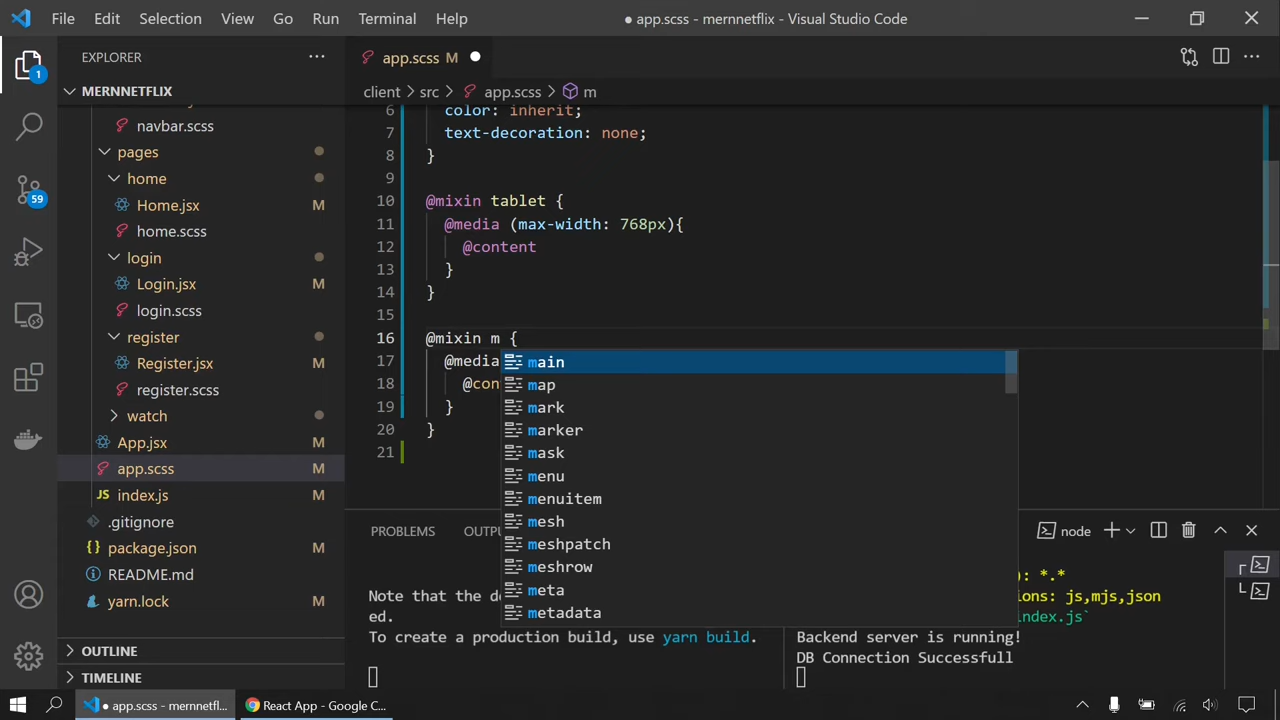 File Edit Selection View Go Run Terminal Help
● app.scss - mernnetflix - Visual Studio Code
EXPLORER
1
MERNNETFLIX
navbar.scss
pages
home
Home.jsx M
home.scss
59
login
Login.jsx M
login.scss
register
Register.jsx M
register.scss
watch
App.jsx M
app.scss M
JS index.js M
.gitignore
{} package.json M
README.md M
yarn.lock M
OUTLINE
TIMELINE
app.scss M
client > src > app.scss > m
6 color: inherit;
7 text-decoration: none;
8 }
9
10 @mixin tablet {
11 @media (max-width: 768px){
12 @content
13 }
14 }
15
16 @mixin m {
17 @media
18 @con
19 }
20 }
21
main
map
mark
marker
mask
menu
menuitem
mesh
meshpatch
meshrow
meta
metadata
PROBLEMS OUTPU
node
Note that the de
ed.
To create a production build, use yarn build.
): *.*
ions: js,mjs,json
index.js`
Backend server is running!
DB Connection Successfull
● app.scss - mernnetfl...
React App - Google C...